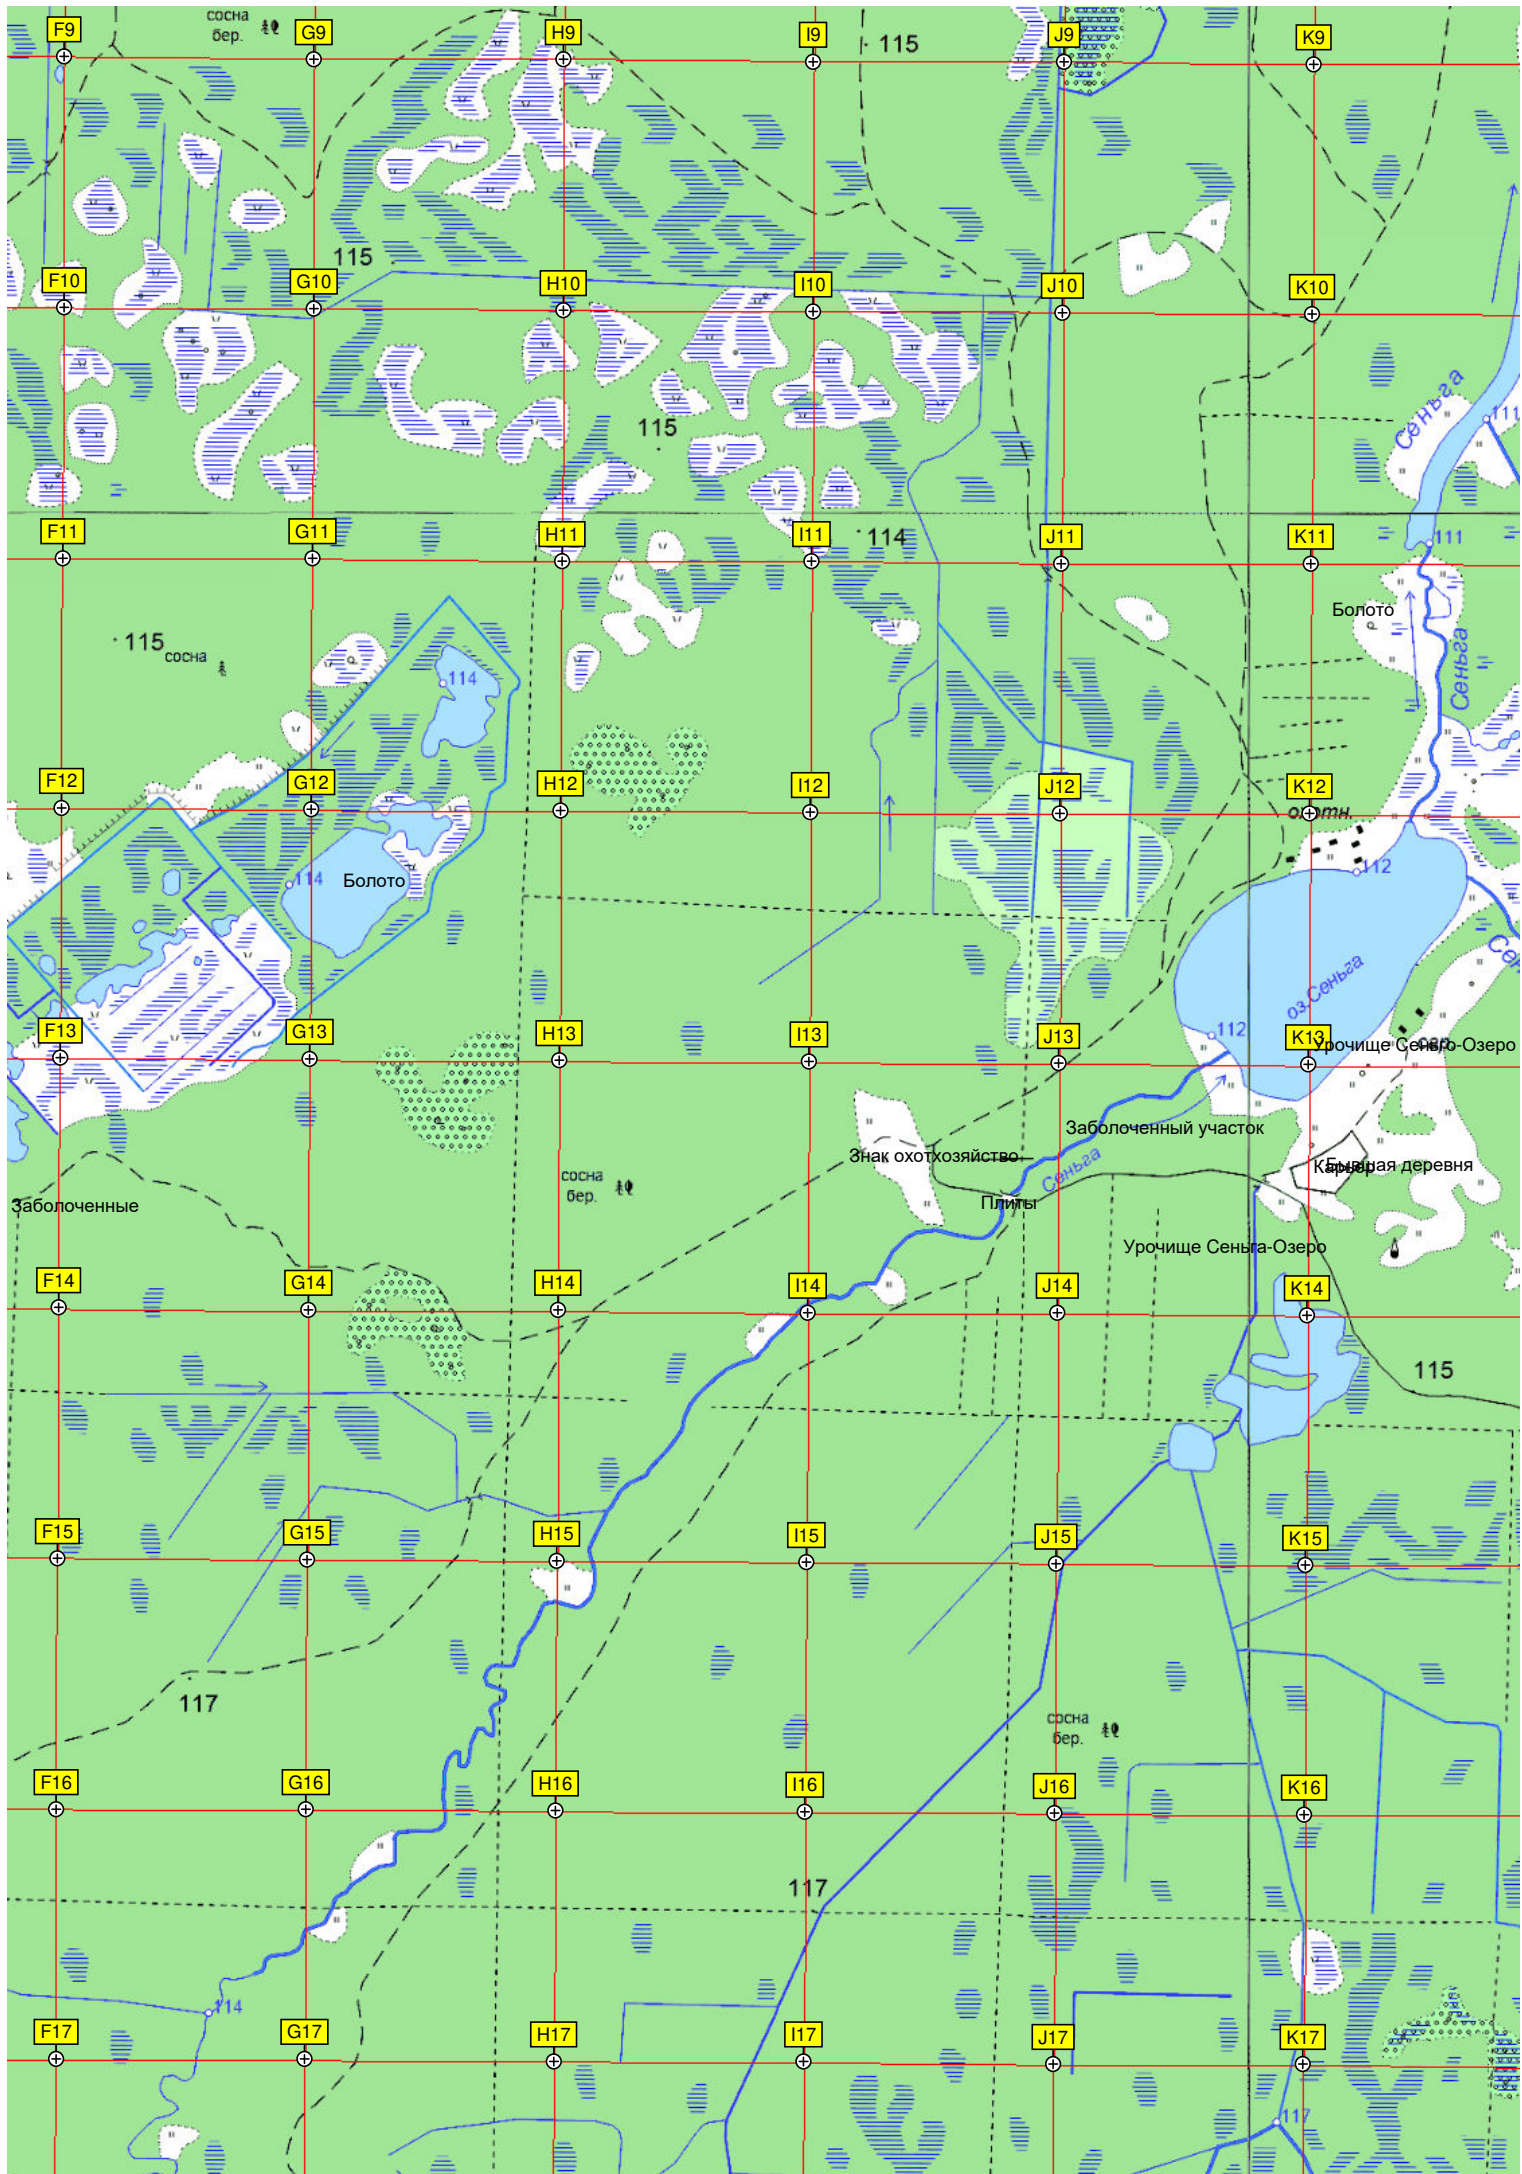 сосна
бер.
F9
G9
H9
I9
115
J9
K9
115
F10
G10
H10
I10
J10
K10
Сеньга
111
115
F11
G11
H11
I11
114
J11
K11
111
Болото
115
сосна
114
Сеньга
F12
G12
H12
I12
J12
K12
112
114
Болото
оз.Сеньга
112
F13
G13
H13
I13
J13
K13
Урочище Сеньго-Озеро
Заболоченный участок
Знак охотхозяйство
Сеньга
Карьер
Бывшая деревня
сосна
бер.
Плиты
Заболоченные
Урочище Сеньга-Озеро
F14
G14
H14
I14
J14
K14
115
F15
G15
H15
I15
J15
K15
117
сосна
бер.
F16
G16
H16
I16
J16
K16
117
114
F17
G17
H17
I17
J17
K17
117